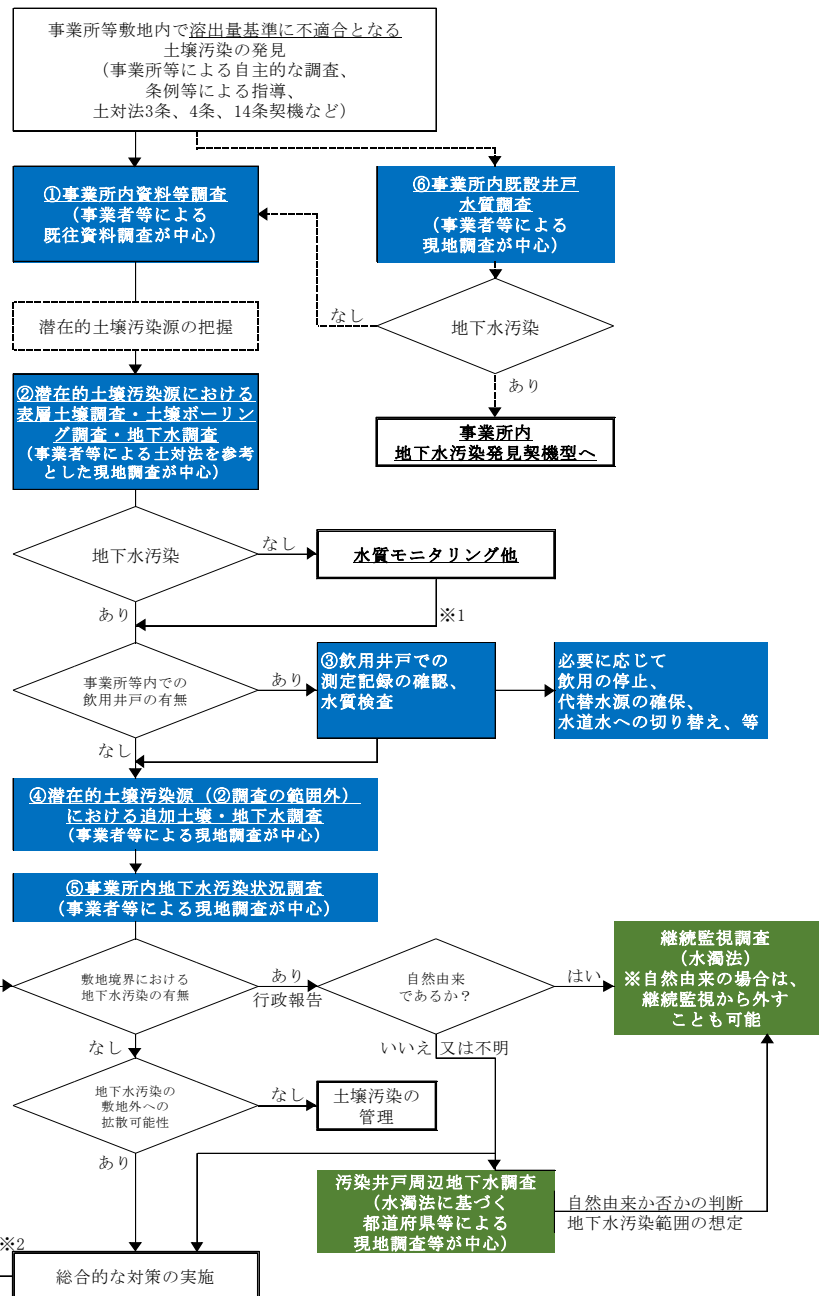 事業所等敷地内で溶出量基準に不適合となる
土壌汚染の発見
（事業所等による自主的な調査、
条例等による指導、
土対法3条、4条、14条契機など）
①事業所内資料等調査
（事業者等による
既往資料調査が中心）
⑥事業所内既設井戸
水質調査
（事業者等による
現地調査が中心）
なし
地下水汚染
潜在的土壌汚染源の把握
あり
②潜在的土壌汚染源における
表層土壌調査・土壌ボーリン
グ調査・地下水調査
（事業者等による土対法を参考
とした現地調査が中心）
事業所内
地下水汚染発見契機型へ
地下水汚染
なし
水質モニタリング他
あり
※1
事業所等内での
飲用井戸の有無
あり
③飲用井戸での
測定記録の確認、
水質検査
必要に応じて
飲用の停止、
代替水源の確保、
水道水への切り替え、等
なし
④潜在的土壌汚染源（②調査の範囲外）
における追加土壌・地下水調査
（事業者等による現地調査が中心）
⑤事業所内地下水汚染状況調査
（事業者等による現地調査が中心）
敷地境界における
地下水汚染の有無
あり
行政報告
自然由来
であるか？
はい
継続監視調査
（水濁法）
※自然由来の場合は、
継続監視から外す
ことも可能
なし
いいえ又は不明
地下水汚染の
敷地外への
拡散可能性
なし
土壌汚染の
管理
あり
汚染井戸周辺地下水調査
（水濁法に基づく
都道府県等による
現地調査等が中心）
自然由来か否かの判断
地下水汚染範囲の想定
※2
総合的な対策の実施